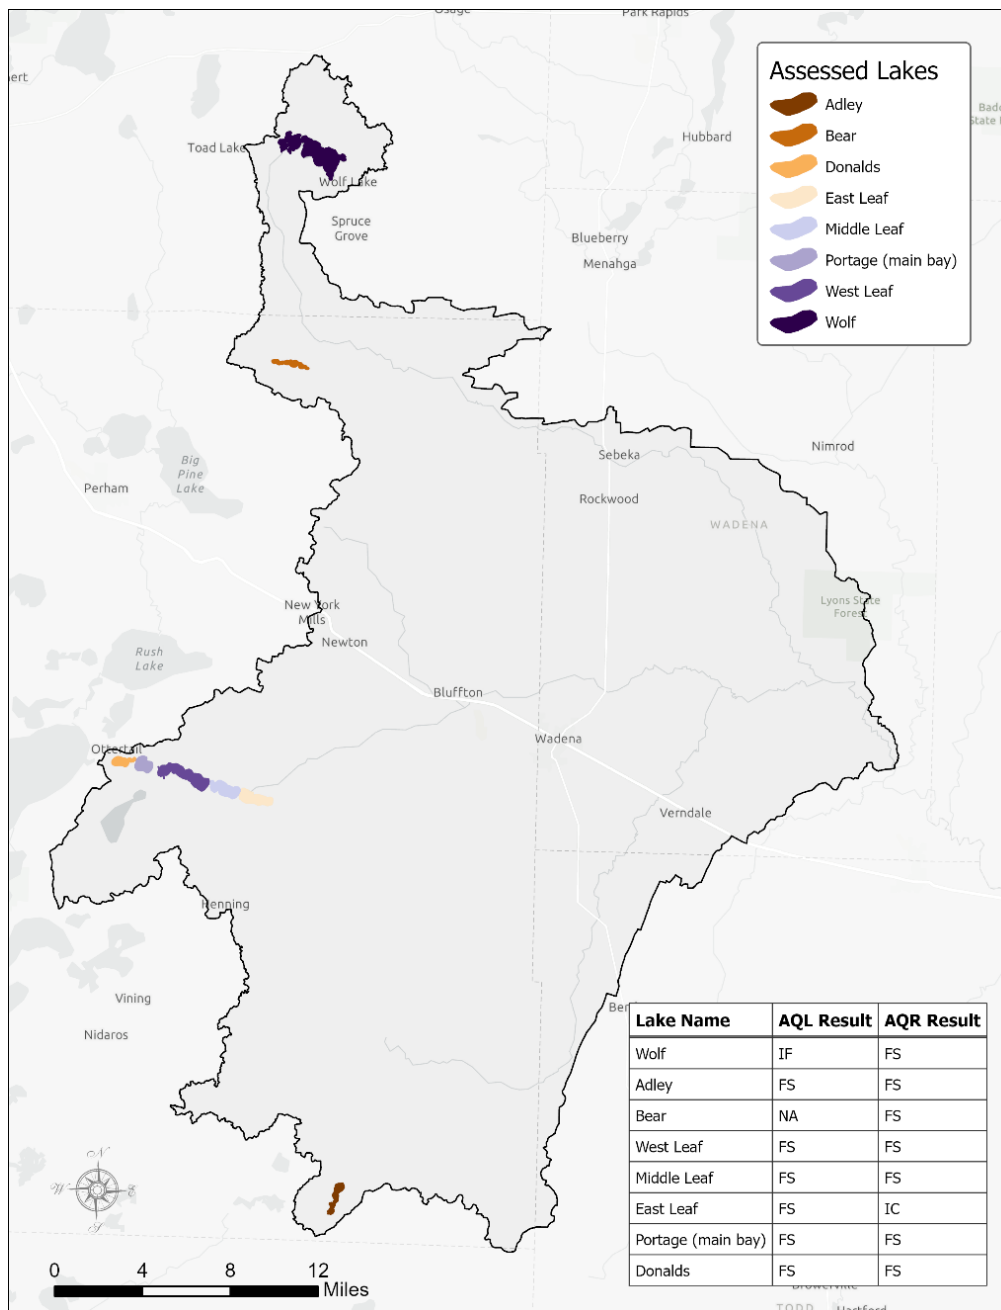 Osage
Park Rapids
Assessed Lakes
Adley
Bear
Donalds
East Leaf
Middle Leaf
Portage (main bay)
West Leaf
Wolf
Toad Lake
Wolf Lake
Spruce
Grove
Hubbard
Blueberry
Menahga
Big
Pine
Lake
Perham
Sebeka
Rockwood
Nimrod
WADENA
Lyons State
Forest
New York
Mills
Newton
Rush
Lake
Bluffton
Ottertail
Wadena
Verndale
Henning
Vining
Nidaros
N
W
E
S
0 4 8 12
Miles
Lake Name AQL Result AQR Result
Wolf IF FS
Adley FS FS
Bear NA FS
West Leaf FS FS
Middle Leaf FS FS
East Leaf FS IC
Portage (main bay) FS FS
Donalds FS FS
Browerville
TODD
Hartford